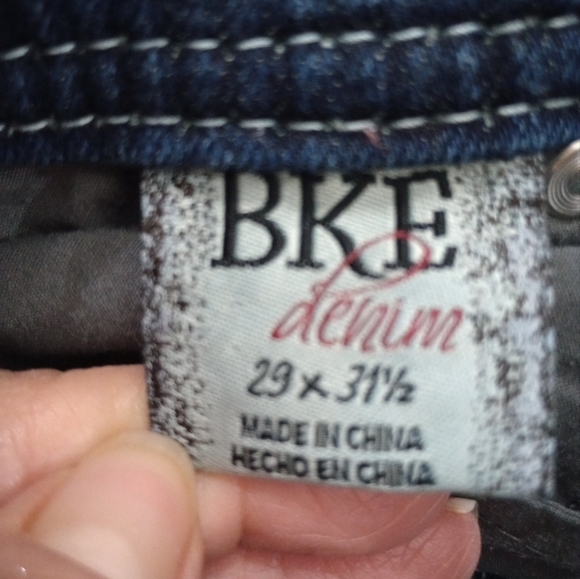 BKE
denim
29 x 31½
MADE IN CHINA
HECHO EN CHINA